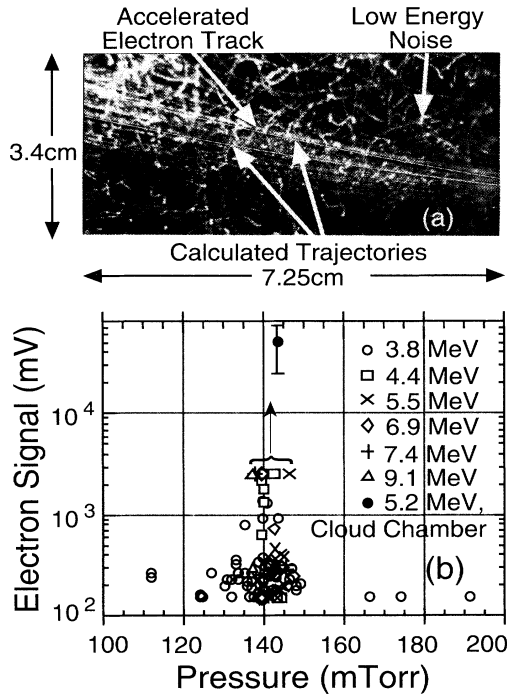 Accelerated
Electron Track
Low Energy
Noise
3.4cm
(a)
Calculated Trajectories
7.25cm
Electron Signal (mV)
10^4
10^3
10^2
3.8 MeV
4.4 MeV
5.5 MeV
6.9 MeV
7.4 MeV
9.1 MeV
5.2 MeV,
Cloud Chamber
(b)
100 120 140 160 180 200
Pressure (mTorr)